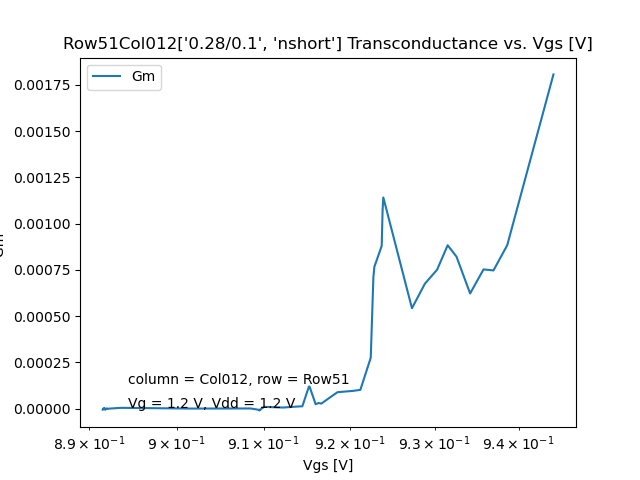 Row51Col012['0.28/0.1', 'nshort'] Transconductance vs. Vgs [V]
Gm
0.00175
0.00150
0.00125
0.00100
0.00075
0.00050
0.00025
0.00000
Gm
column = Col012, row = Row51
Vg = 1.2 V, Vdd = 1.2 V
8.9 × 10⁻¹ 9 × 10⁻¹ 9.1 × 10⁻¹ 9.2 × 10⁻¹ 9.3 × 10⁻¹ 9.4 × 10⁻¹
Vgs [V]